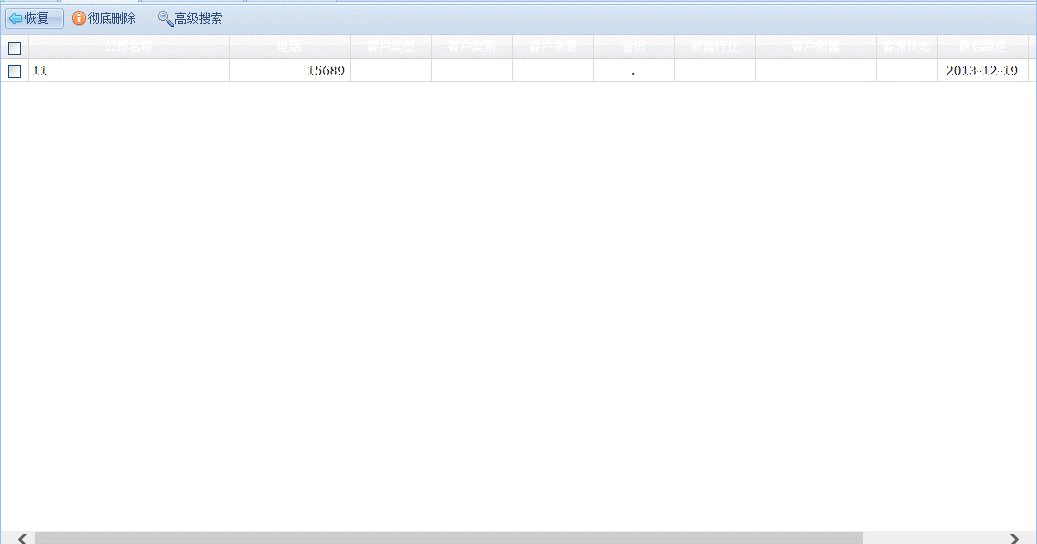 恢复 彻底删除 高级搜索
公司名称 电话 客户类型 客户类别 客户来源 省份 所属行业 客户所属 客源状态 最后跟进
11 15689 . 2013-12-19